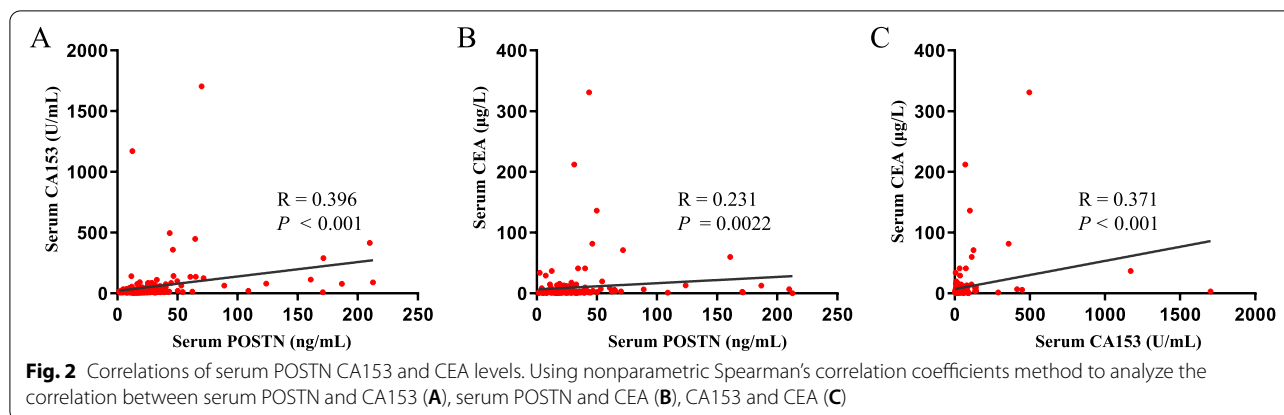 A
2000
1500
1000
500
0
Serum CA153 (U/mL)
R = 0.396
P < 0.001
0 50 100 150 200 250
Serum POSTN (ng/mL)
B
400
300
200
100
0
Serum CEA (µg/L)
R = 0.231
P = 0.0022
0 50 100 150 200 250
Serum POSTN (ng/mL)
C
400
300
200
100
0
Serum CEA (µg/L)
R = 0.371
P < 0.001
0 500 1000 1500 2000
Serum CA153 (U/mL)
Fig. 2 Correlations of serum POSTN CA153 and CEA levels. Using nonparametric Spearman's correlation coefficients method to analyze the
correlation between serum POSTN and CA153 (A), serum POSTN and CEA (B), CA153 and CEA (C)